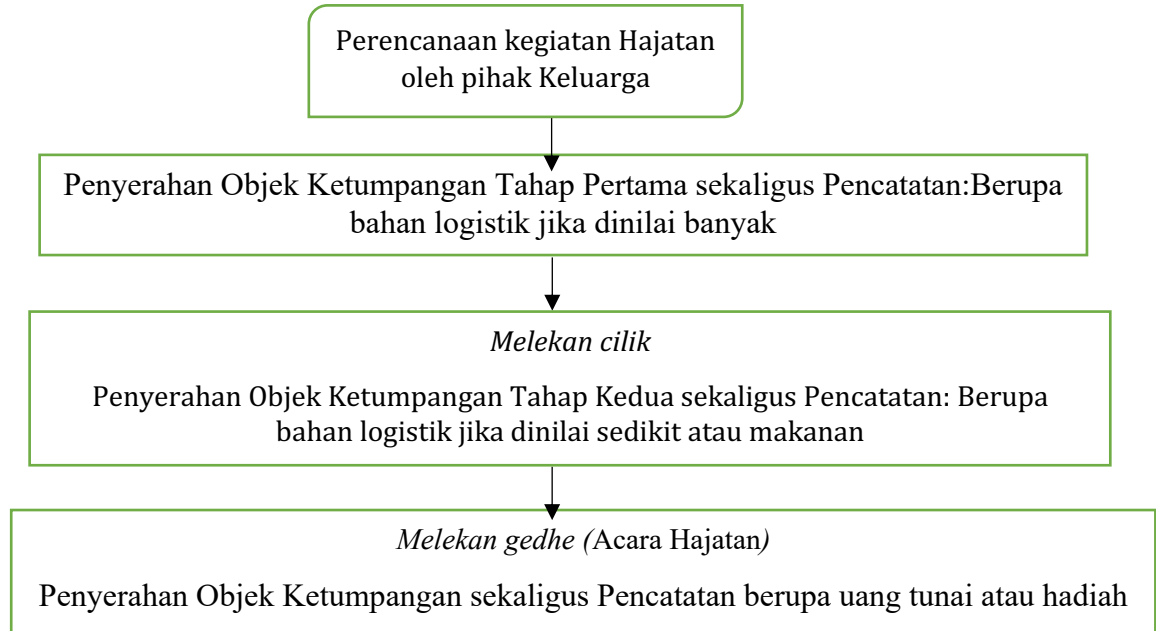 Perencanaan kegiatan Hajatan
oleh pihak Keluarga
Penyerahan Objek Ketumpangan Tahap Pertama sekaligus Pencatatan:Berupa
bahan logistik jika dinilai banyak
Melekan cilik
Penyerahan Objek Ketumpangan Tahap Kedua sekaligus Pencatatan: Berupa
bahan logistik jika dinilai sedikit atau makanan
Melekan gedhe (Acara Hajatan)
Penyerahan Objek Ketumpangan sekaligus Pencatatan berupa uang tunai atau hadiah